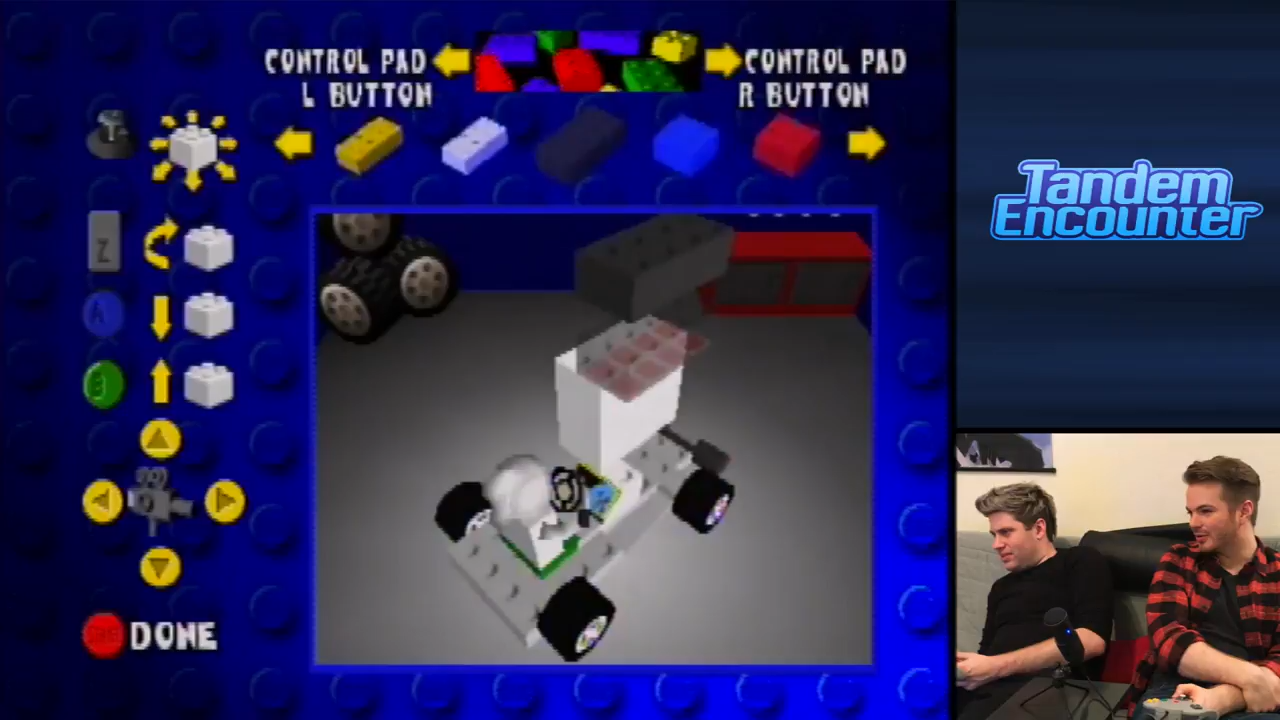 CONTROL PAD
L BUTTON
CONTROL PAD
R BUTTON
Z
A
B
DONE
Tandem
Encounter